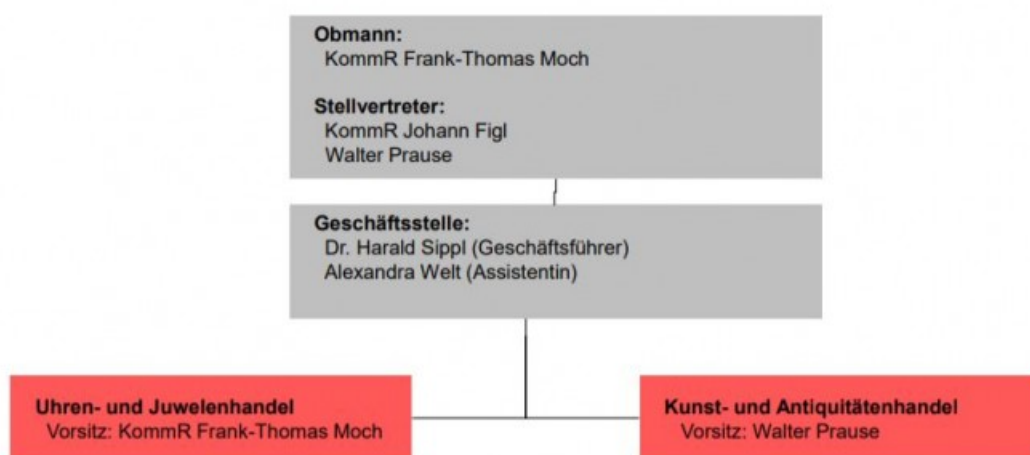 Obmann:
KommR Frank-Thomas Moch
Stellvertreter:
KommR Johann Figl
Walter Prause
Geschäftsstelle:
Dr. Harald Sippl (Geschäftsführer)
Alexandra Welt (Assistentin)
Uhren- und Juwelenhandel
Vorsitz: KommR Frank-Thomas Moch
Kunst- und Antiquitätenhandel
Vorsitz: Walter Prause